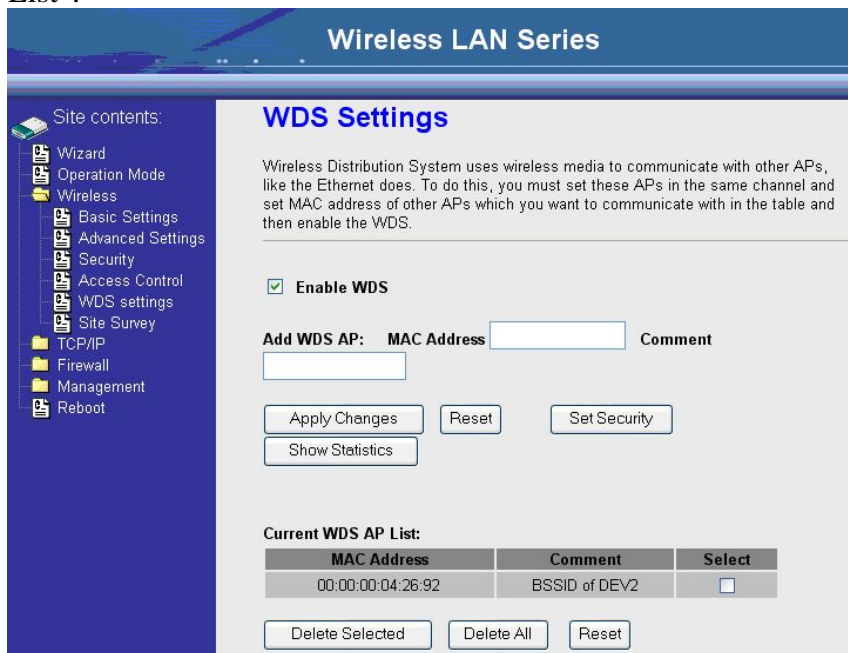 List".
Wireless LAN Series
Site contents:
Wizard
Operation Mode
Wireless
Basic Settings
Advanced Settings
Security
Access Control
WDS settings
Site Survey
TCP/IP
Firewall
Management
Reboot
WDS Settings
Wireless Distribution System uses wireless media to communicate with other APs,
like the Ethernet does. To do this, you must set these APs in the same channel and
set MAC address of other APs which you want to communicate with in the table and
then enable the WDS.
Enable WDS
Add WDS AP: MAC Address Comment
Apply Changes Reset Set Security
Show Statistics
Current WDS AP List:
MAC Address Comment Select
00:00:00:04:26:92 BSSID of DEV2
Delete Selected Delete All Reset